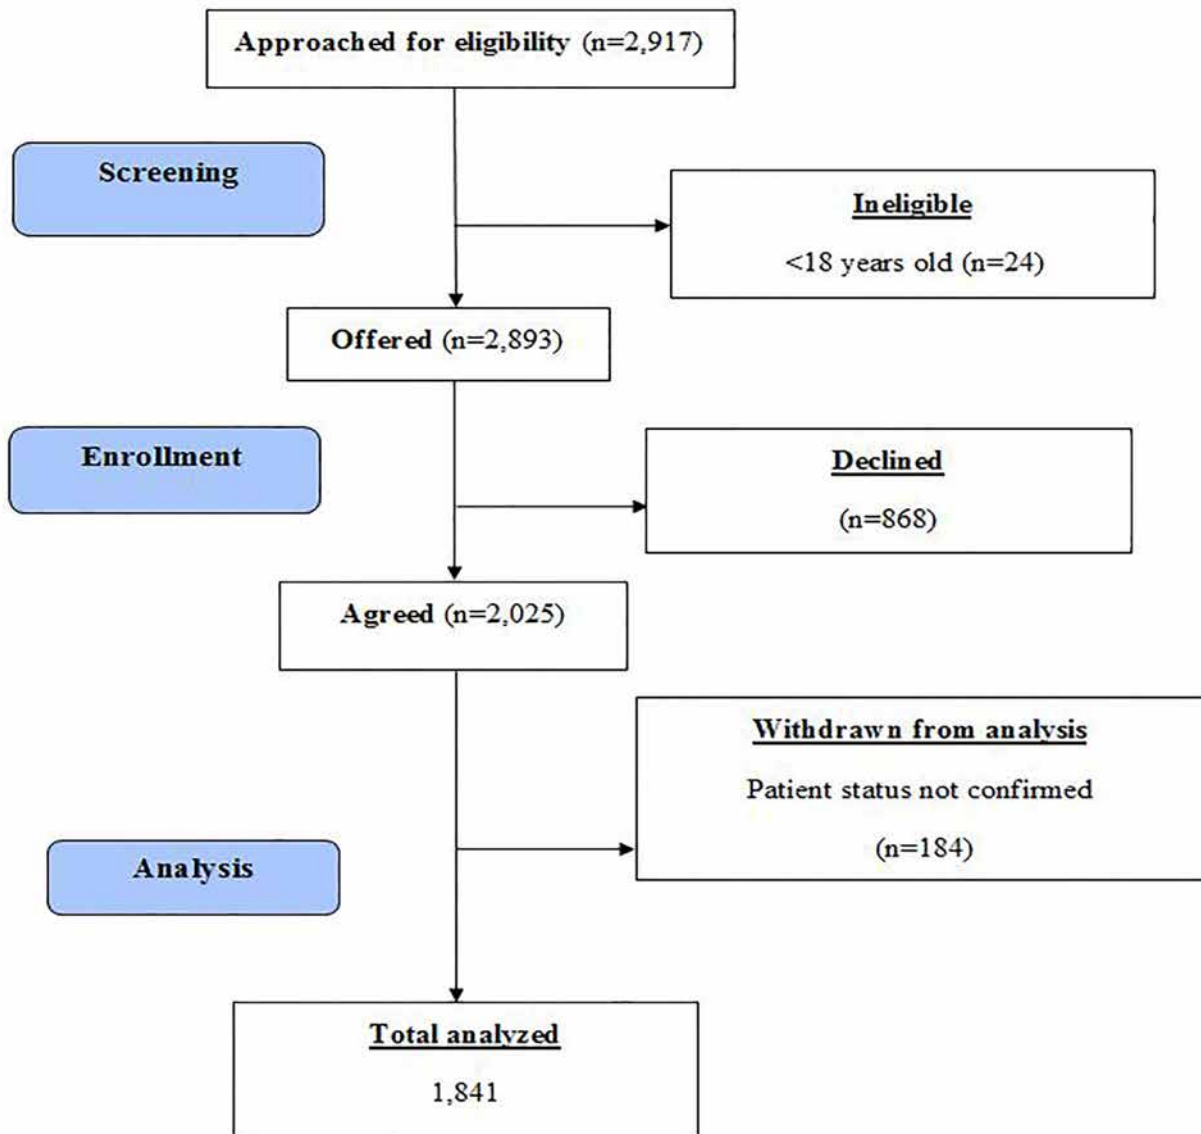 Approached for eligibility (n=2,917)
Screening
Ineligible
<18 years old (n=24)
Offered (n=2,893)
Enrollment
Declined
(n=868)
Agreed (n=2,025)
Withdrawn from analysis
Patient status not confirmed
(n=184)
Analysis
Total analyzed
1,841